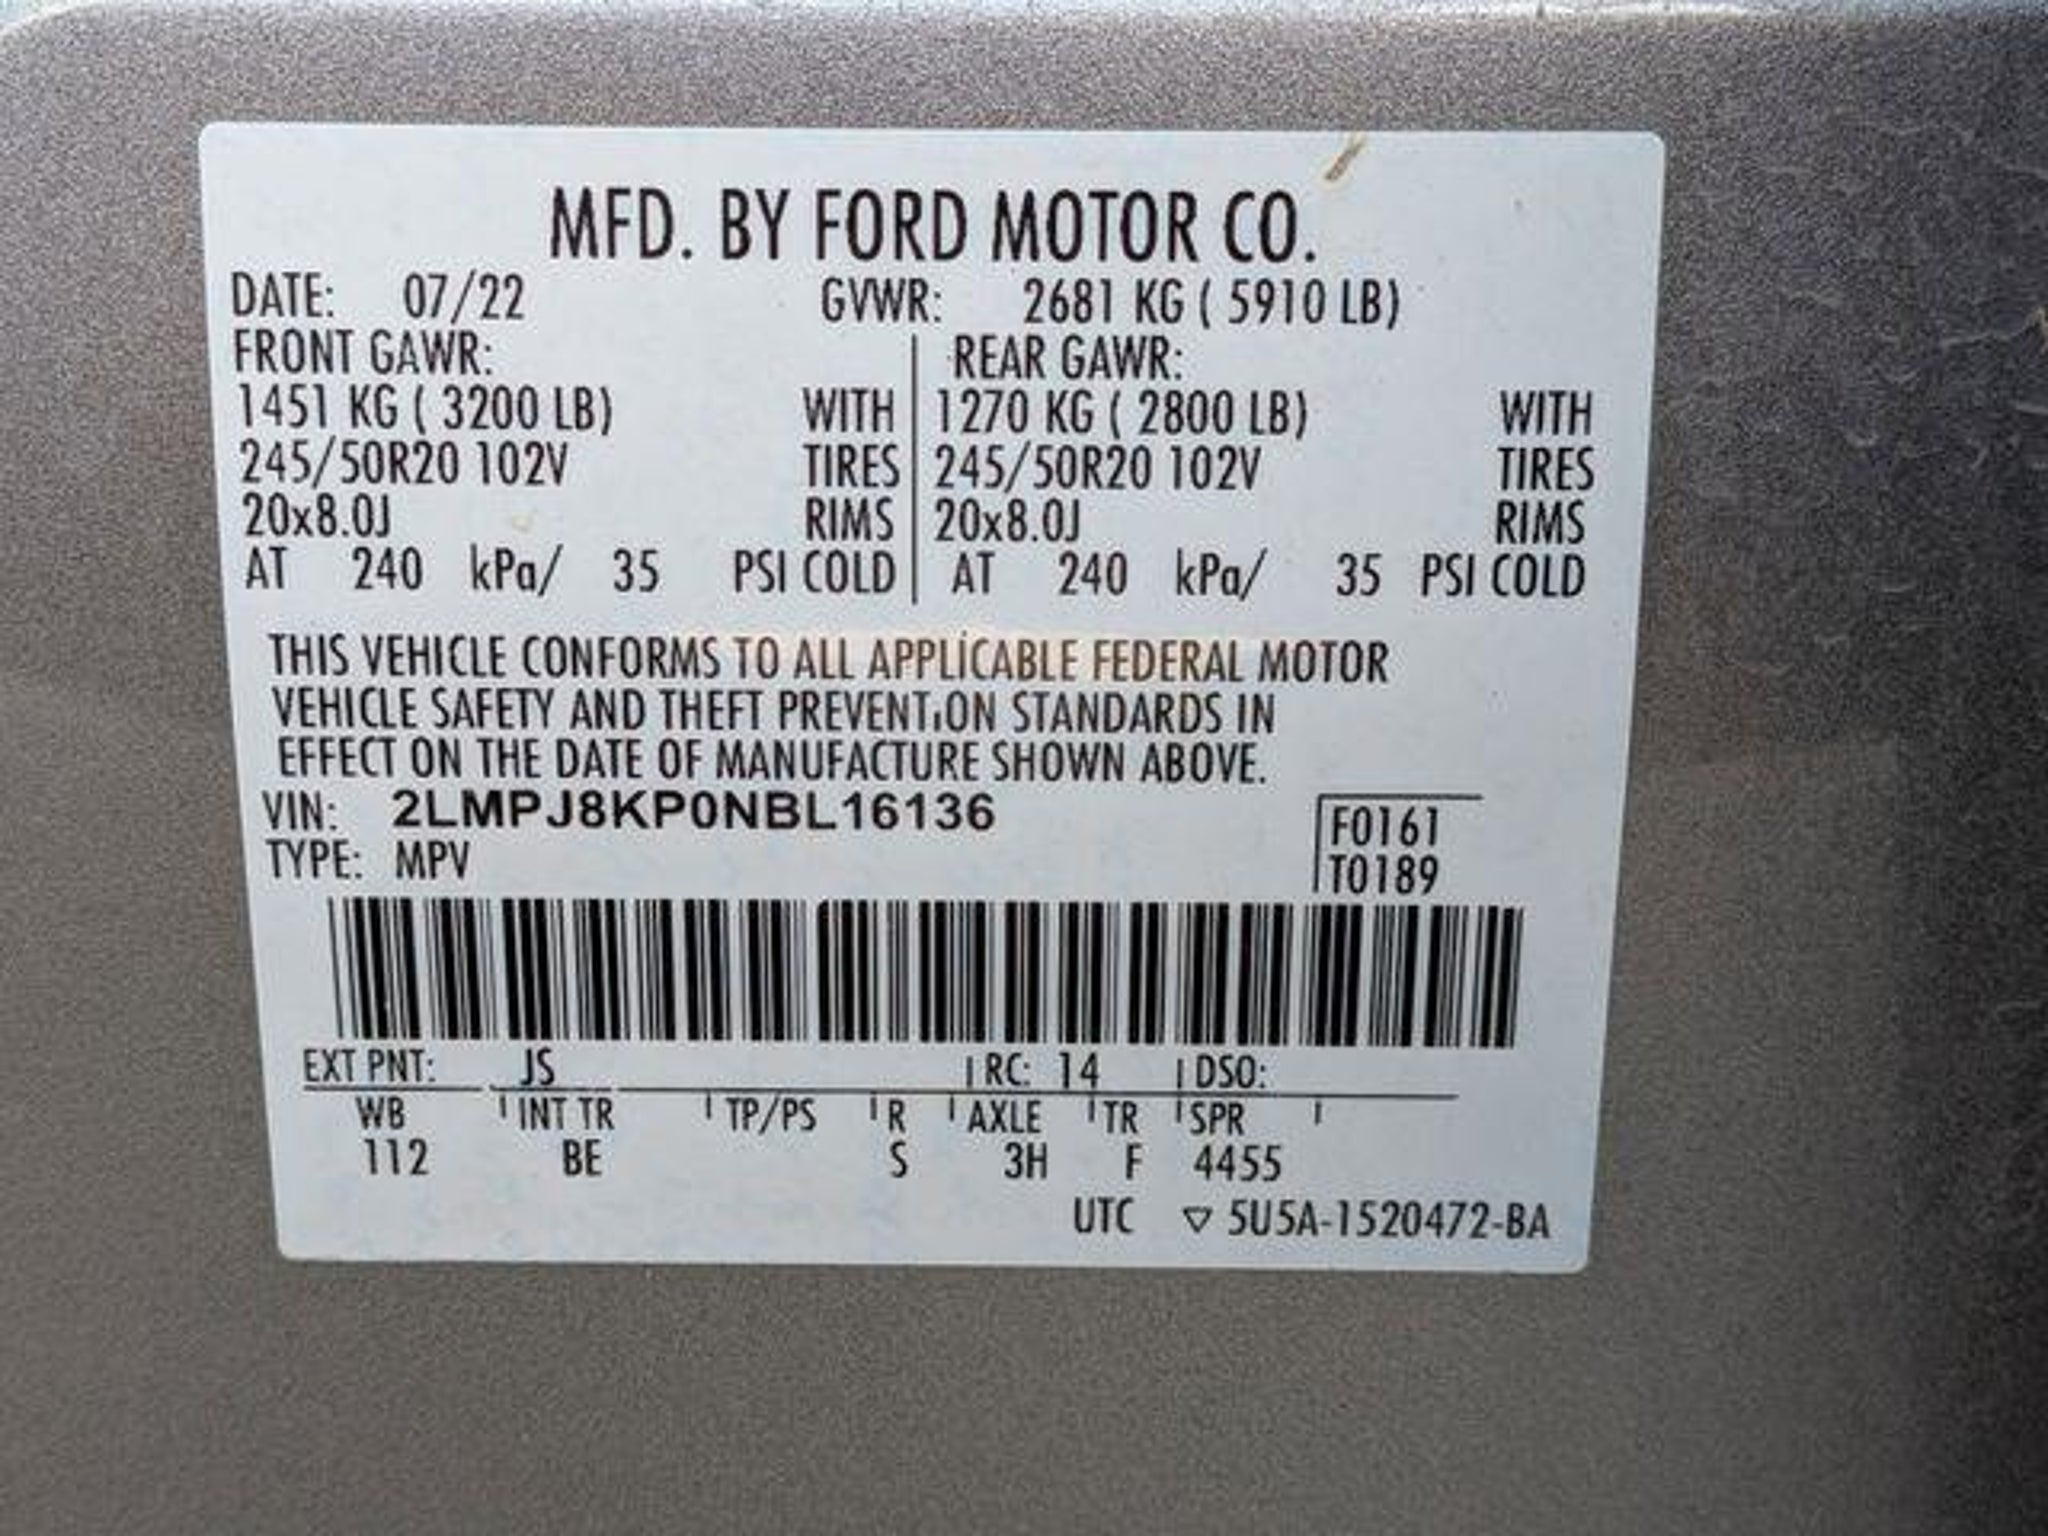 MFD. BY FORD MOTOR CO.
DATE: 07/22 GVWR: 2681 KG ( 5910 LB)
FRONT GAWR: REAR GAWR:
1451 KG ( 3200 LB) WITH 1270 KG ( 2800 LB) WITH
245/50R20 102V TIRES 245/50R20 102V TIRES
20x8.0J RIMS 20x8.0J RIMS
AT 240 kPa/ 35 PSI COLD AT 240 kPa/ 35 PSI COLD
THIS VEHICLE CONFORMS TO ALL APPLICABLE FEDERAL MOTOR
VEHICLE SAFETY AND THEFT PREVENTION STANDARDS IN
EFFECT ON THE DATE OF MANUFACTURE SHOWN ABOVE.
VIN: 2LMPJ8KP0NBL16136 F0161
TYPE: MPV T0189
EXT PNT: JS RC: 14 DSO:
WB INT TR TP/PS R AXLE TR SPR
112 BE S 3H F 4455
UTC ▽ 5U5A-1520472-BA